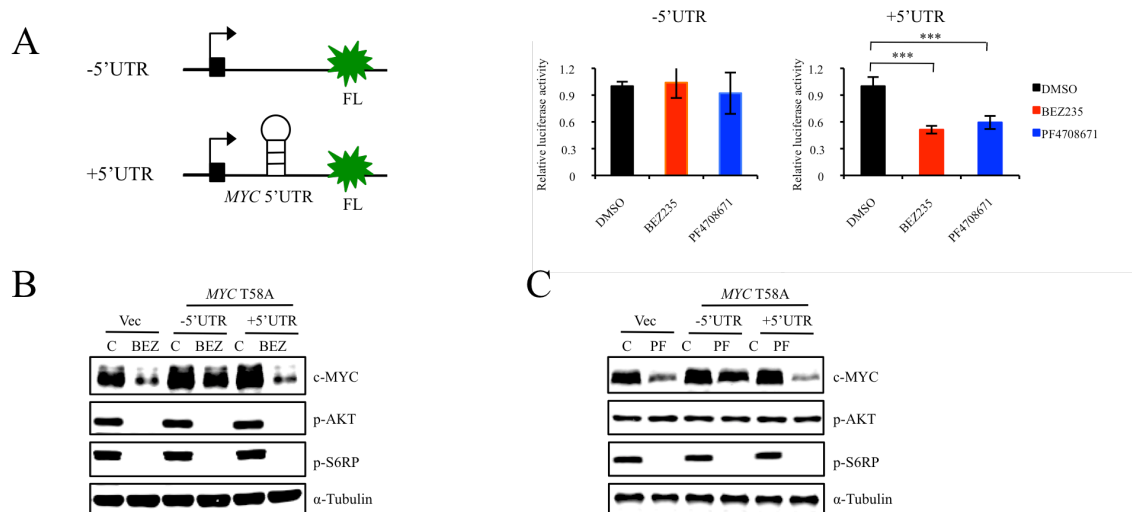 A
-5’UTR
FL
+5’UTR
MYC 5’UTR
FL
-5’UTR
Relative luciferase activity
1.2
0.9
0.6
0.3
0
DMSO
BEZ235
PF4708671
+5’UTR
***
***
Relative luciferase activity
1.2
0.9
0.6
0.3
0
DMSO
BEZ235
PF4708671
DMSO
BEZ235
PF4708671
B
MYC T58A
Vec -5’UTR +5’UTR
C BEZ C BEZ C BEZ
c-MYC
p-AKT
p-S6RP
α-Tubulin
C
MYC T58A
Vec -5’UTR +5’UTR
C PF C PF C PF
c-MYC
p-AKT
p-S6RP
α-Tubulin